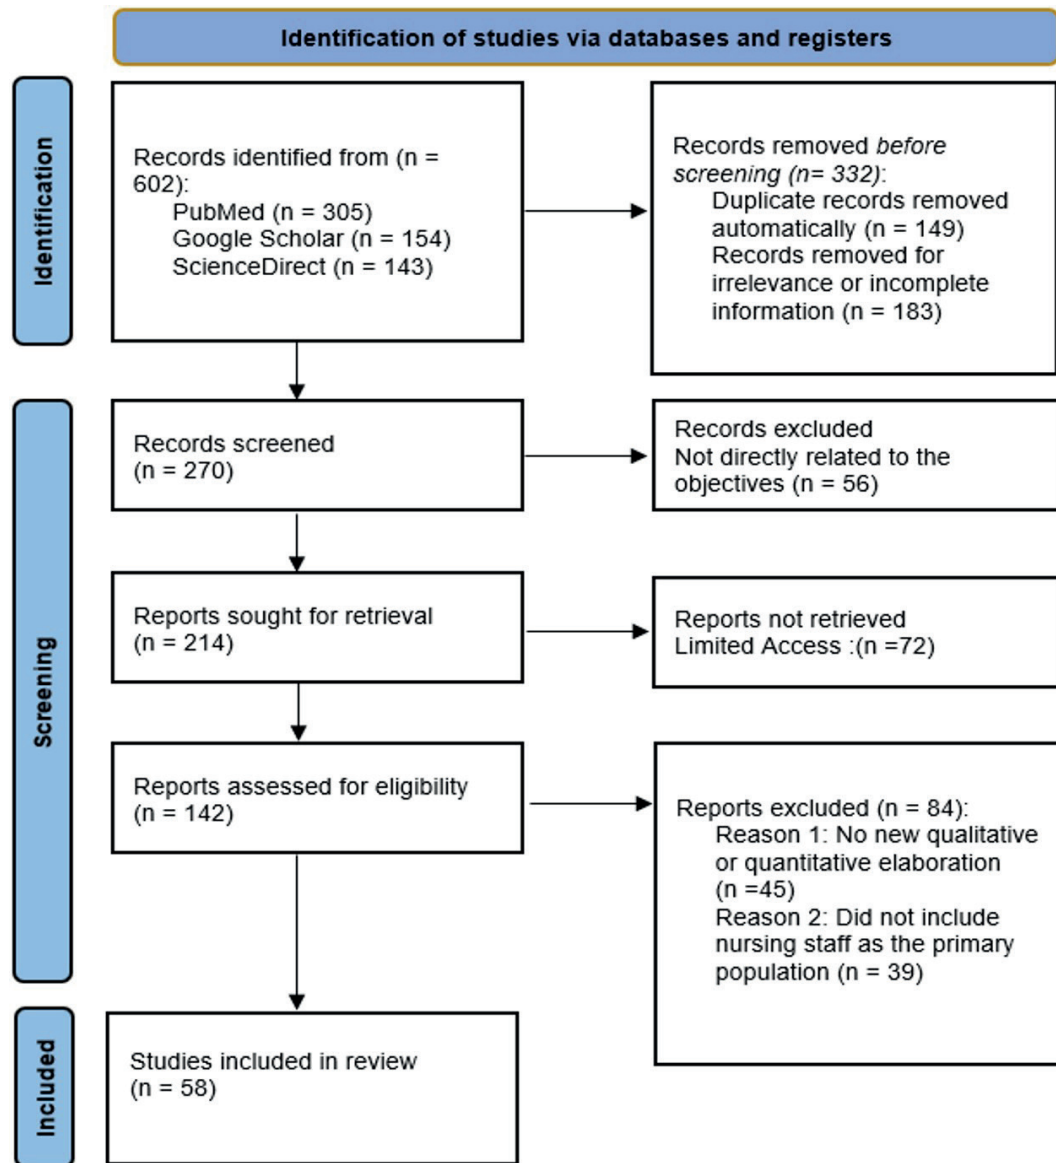 Identification of studies via databases and registers
Identification
Records identified from (n =
602):
PubMed (n = 305)
Google Scholar (n = 154)
ScienceDirect (n = 143)
Records removed before
screening (n= 332):
Duplicate records removed
automatically (n = 149)
Records removed for
irrelevance or incomplete
information (n = 183)
Screening
Records screened
(n = 270)
Records excluded
Not directly related to the
objectives (n = 56)
Reports sought for retrieval
(n = 214)
Reports not retrieved
Limited Access :(n =72)
Reports assessed for eligibility
(n = 142)
Reports excluded (n = 84):
Reason 1: No new qualitative
or quantitative elaboration
(n =45)
Reason 2: Did not include
nursing staff as the primary
population (n = 39)
Included
Studies included in review
(n = 58)